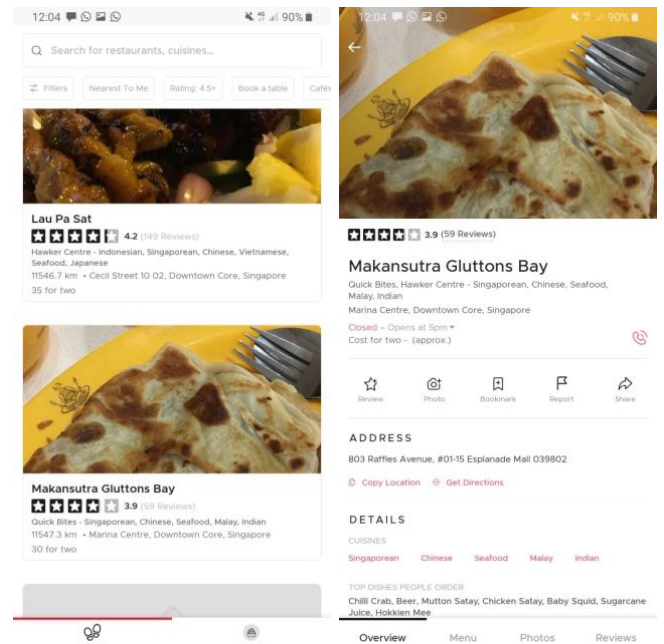 12:04
90%
Search for restaurants, cuisines...
Filters
Nearest To Me
Rating: 4.5+
Book a table
Cafés
Lau Pa Sat
4.2 (149 Reviews)
Hawker Centre - Indonesian, Singaporean, Chinese, Vietnamese,
Seafood, Japanese
11546.7 km • Cecil Street 10 02, Downtown Core, Singapore
35 for two
Makansutra Gluttons Bay
3.9 (59 Reviews)
Quick Bites - Singaporean, Chinese, Seafood, Malay, Indian
11547.3 km • Marina Centre, Downtown Core, Singapore
30 for two
12:04
90%
3.9 (59 Reviews)
Makansutra Gluttons Bay
Quick Bites, Hawker Centre - Singaporean, Chinese, Seafood,
Malay, Indian
Marina Centre, Downtown Core, Singapore
Closed – Opens at 5pm
Cost for two - (approx.)
Review
Photo
Bookmark
Report
Share
ADDRESS
803 Raffles Avenue, #01-15 Esplanade Mall 039802
Copy Location
Get Directions
DETAILS
CUISINES
Singaporean
Chinese
Seafood
Malay
Indian
TOP DISHES PEOPLE ORDER
Chilli Crab, Beer, Mutton Satay, Chicken Satay, Baby Squid, Sugarcane
Juice, Hokkien Mee
Overview
Menu
Photos
Reviews